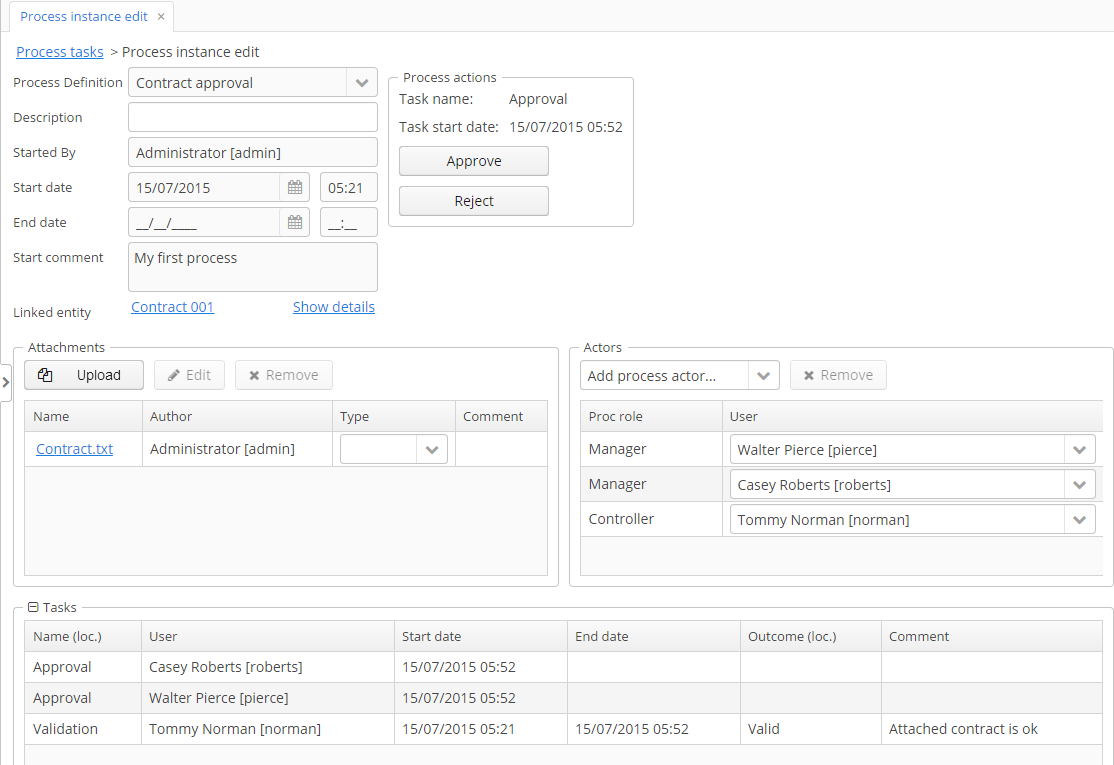 Process instance edit ×
Process tasks > Process instance edit
Process Definition Contract approval
Description
Started By Administrator [admin]
Start date 15/07/2015 05:21
End date __/__/____ __:__
Start comment My first process
Linked entity Contract 001 Show details
Process actions
Task name: Approval
Task start date: 15/07/2015 05:52
Approve
Reject
Attachments
Upload Edit Remove
Name Author Type Comment
Contract.txt Administrator [admin]
Actors
Add process actor... Remove
Proc role User
Manager Walter Pierce [pierce]
Manager Casey Roberts [roberts]
Controller Tommy Norman [norman]
Tasks
Name (loc.) User Start date End date Outcome (loc.) Comment
Approval Casey Roberts [roberts] 15/07/2015 05:52
Approval Walter Pierce [pierce] 15/07/2015 05:52
Validation Tommy Norman [norman] 15/07/2015 05:21 15/07/2015 05:52 Valid Attached contract is ok